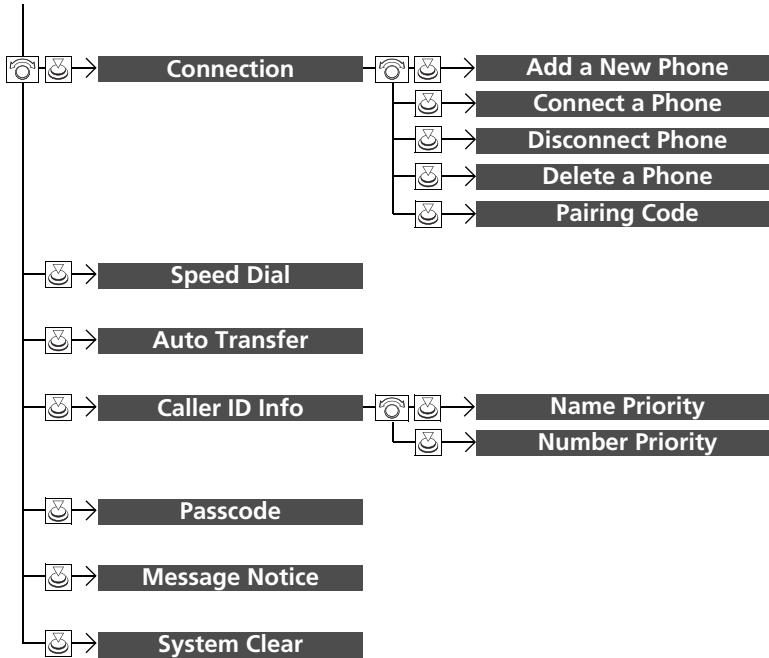 Connection
Add a New Phone
Connect a Phone
Disconnect Phone
Delete a Phone
Pairing Code
Speed Dial
Auto Transfer
Caller ID Info
Name Priority
Number Priority
Passcode
Message Notice
System Clear